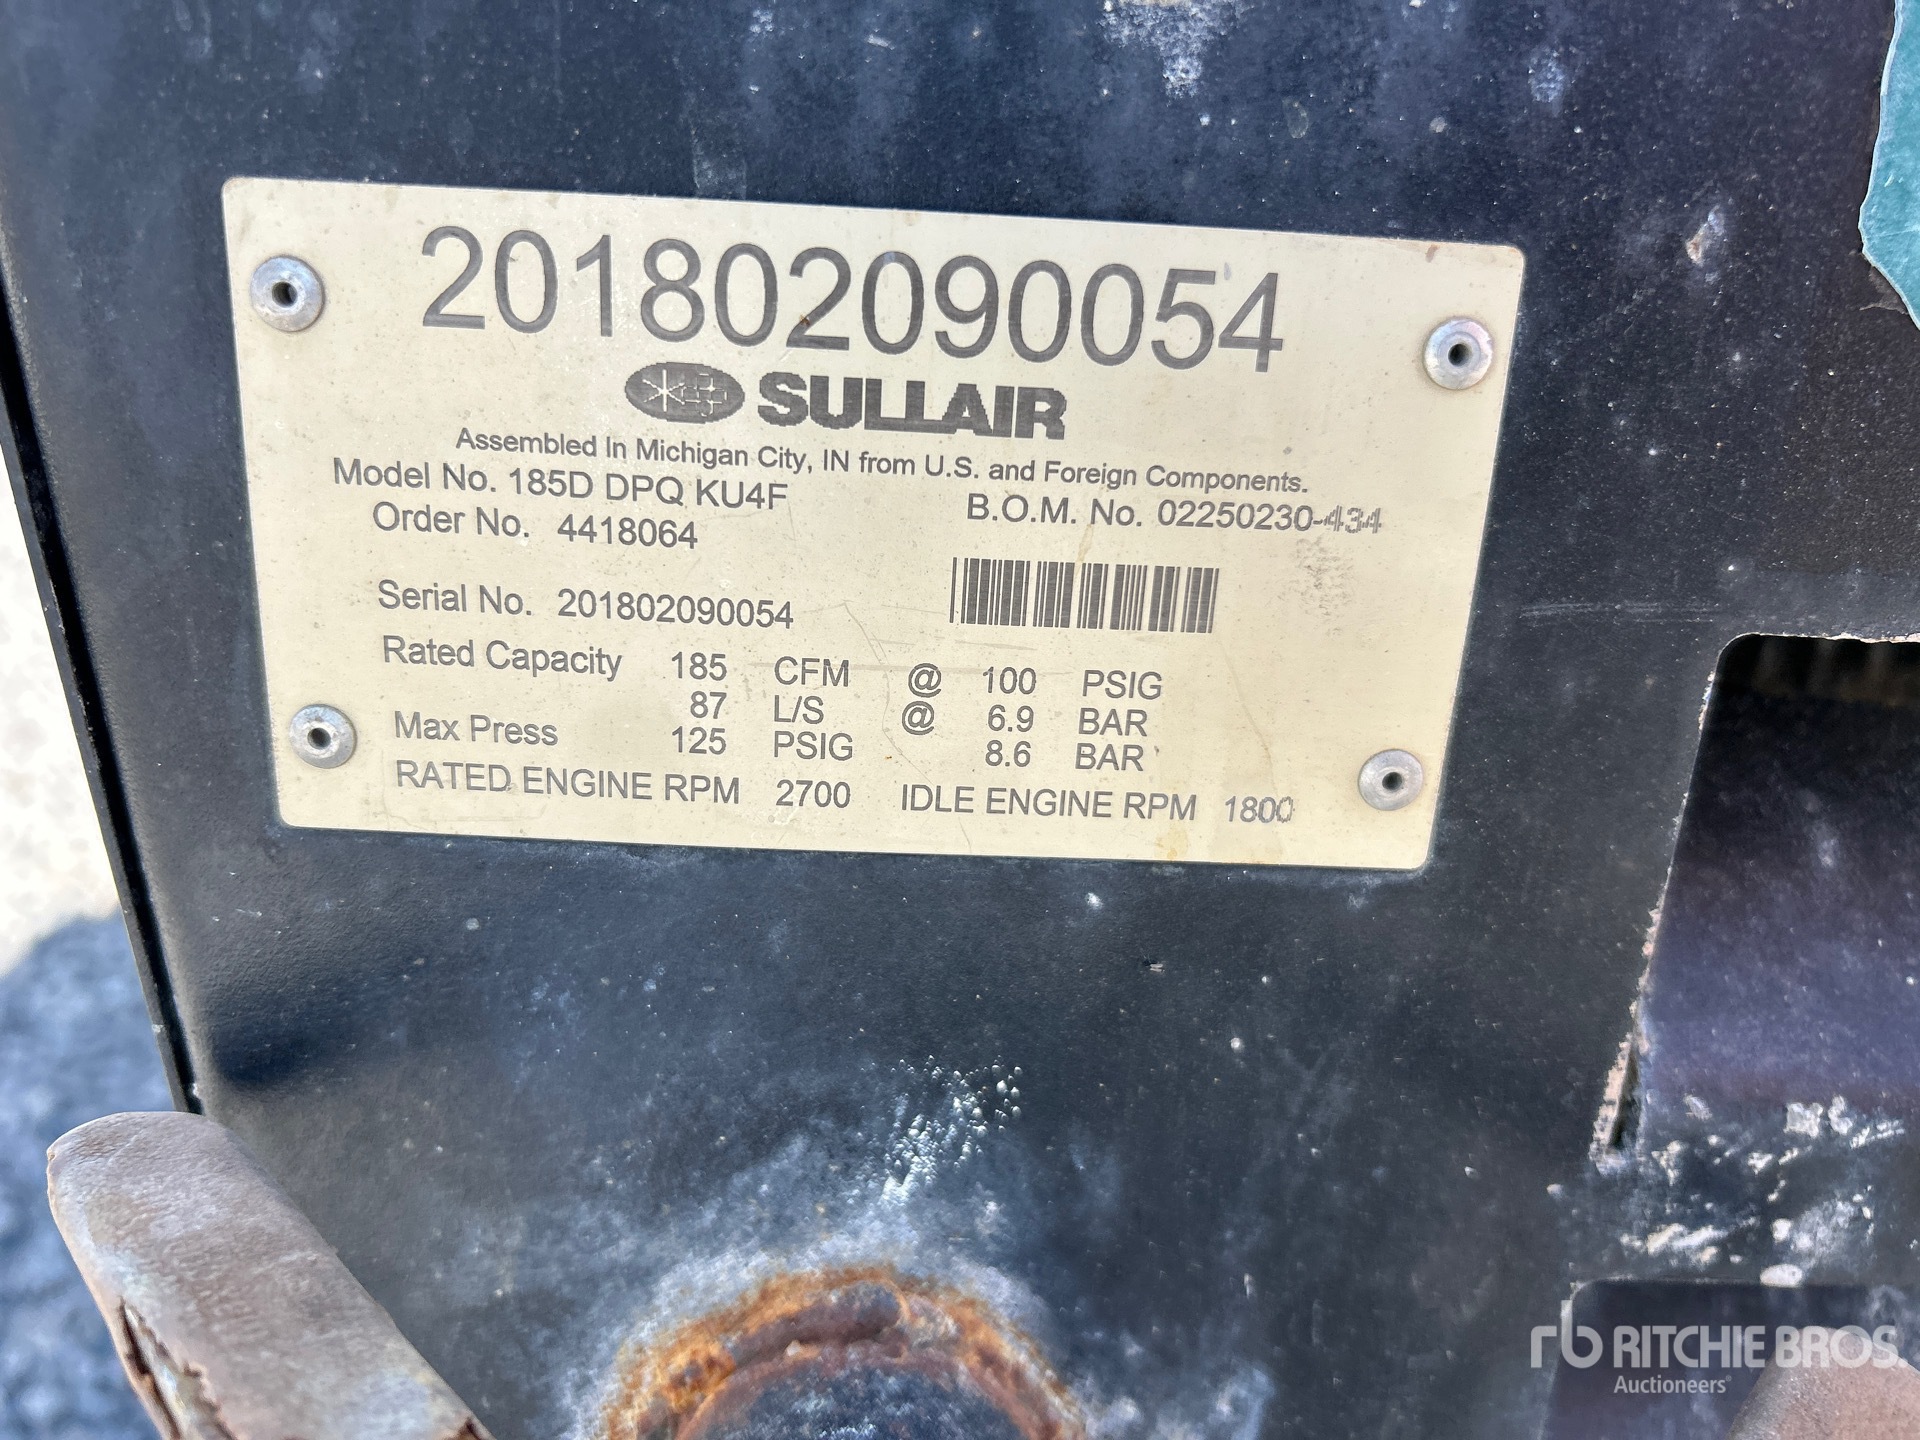 201802090054
SULLAIR
Assembled In Michigan City, IN from U.S. and Foreign Components.
Model No. 185D DPQ KU4F B.O.M. No. 02250230-434
Order No. 4418064
Serial No. 201802090054
Rated Capacity 185 CFM @ 100 PSIG
87 L/S @ 6.9 BAR
Max Press 125 PSIG 8.6 BAR
RATED ENGINE RPM 2700 IDLE ENGINE RPM 1800
rb RITCHIE BROS.
Auctioneers